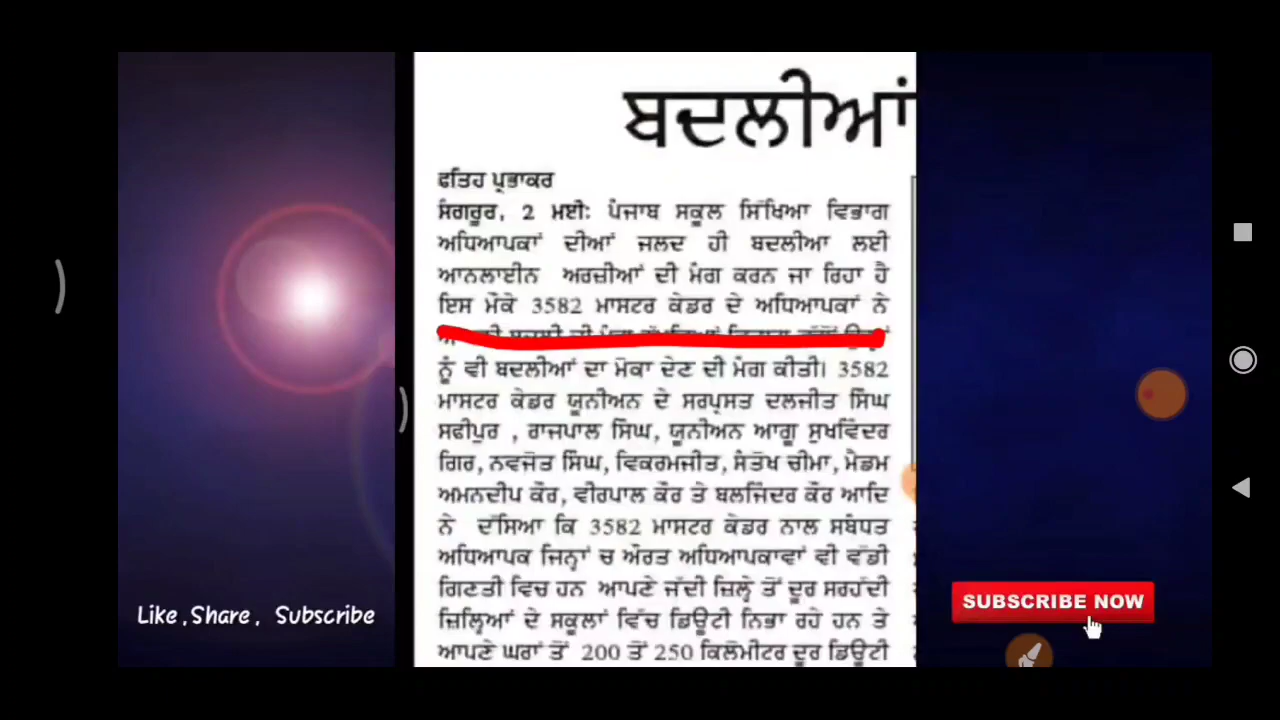 ਬਦਲੀਆਂ
ਫਤਿਹ ਪ੍ਰਭਾਕਰ
ਸੰਗਰੂਰ, 2 ਮਈ: ਪੰਜਾਬ ਸਕੂਲ ਸਿੱਖਿਆ ਵਿਭਾਗ
ਅਧਿਆਪਕਾਂ ਦੀਆਂ ਜਲਦ ਹੀ ਬਦਲੀਆ ਲਈ
ਆਨਲਾਈਨ ਅਰਜ਼ੀਆਂ ਦੀ ਮੰਗ ਕਰਨ ਜਾ ਰਿਹਾ ਹੈ
ਇਸ ਮੌਕੇ 3582 ਮਾਸਟਰ ਕੇਡਰ ਦੇ ਅਧਿਆਪਕਾਂ ਨੇ
ਨੂੰ ਵੀ ਬਦਲੀਆਂ ਦਾ ਮੌਕਾ ਦੇਣ ਦੀ ਮੰਗ ਕੀਤੀ। 3582
ਮਾਸਟਰ ਕੇਡਰ ਯੂਨੀਅਨ ਦੇ ਸਰਪ੍ਰਸਤ ਦਲਜੀਤ ਸਿੰਘ
ਸਫੀਪੁਰ , ਰਾਜਪਾਲ ਸਿੰਘ, ਯੂਨੀਅਨ ਆਗੂ ਸੁਖਵਿੰਦਰ
ਗਿਰ, ਨਵਜੋਤ ਸਿੰਘ, ਵਿਕਰਮਜੀਤ, ਸੰਤੋਖ ਚੀਮਾ, ਮੈਡਮ
ਅਮਨਦੀਪ ਕੌਰ, ਵੀਰਪਾਲ ਕੌਰ ਤੇ ਬਲਜਿੰਦਰ ਕੌਰ ਆਦਿ
ਨੇ ਦੱਸਿਆ ਕਿ 3582 ਮਾਸਟਰ ਕੇਡਰ ਨਾਲ ਸਬੰਧਤ
ਅਧਿਆਪਕ ਜਿਨ੍ਹਾਂ ਚ ਔਰਤ ਅਧਿਆਪਕਾਵਾਂ ਵੀ ਵੱਡੀ
ਗਿਣਤੀ ਵਿਚ ਹਨ ਆਪਣੇ ਜੱਦੀ ਜ਼ਿਲ੍ਹੇ ਤੋਂ ਦੂਰ ਸਰਹੱਦੀ
ਜ਼ਿਲ੍ਹਿਆਂ ਦੇ ਸਕੂਲਾਂ ਵਿੱਚ ਡਿਊਟੀ ਨਿਭਾ ਰਹੇ ਹਨ ਤੇ
ਆਪਣੇ ਘਰਾਂ ਤੋਂ 200 ਤੋਂ 250 ਕਿਲੋਮੀਟਰ ਦੂਰ ਡਿਊਟੀ
Like,Share, Subscribe
SUBSCRIBE NOW